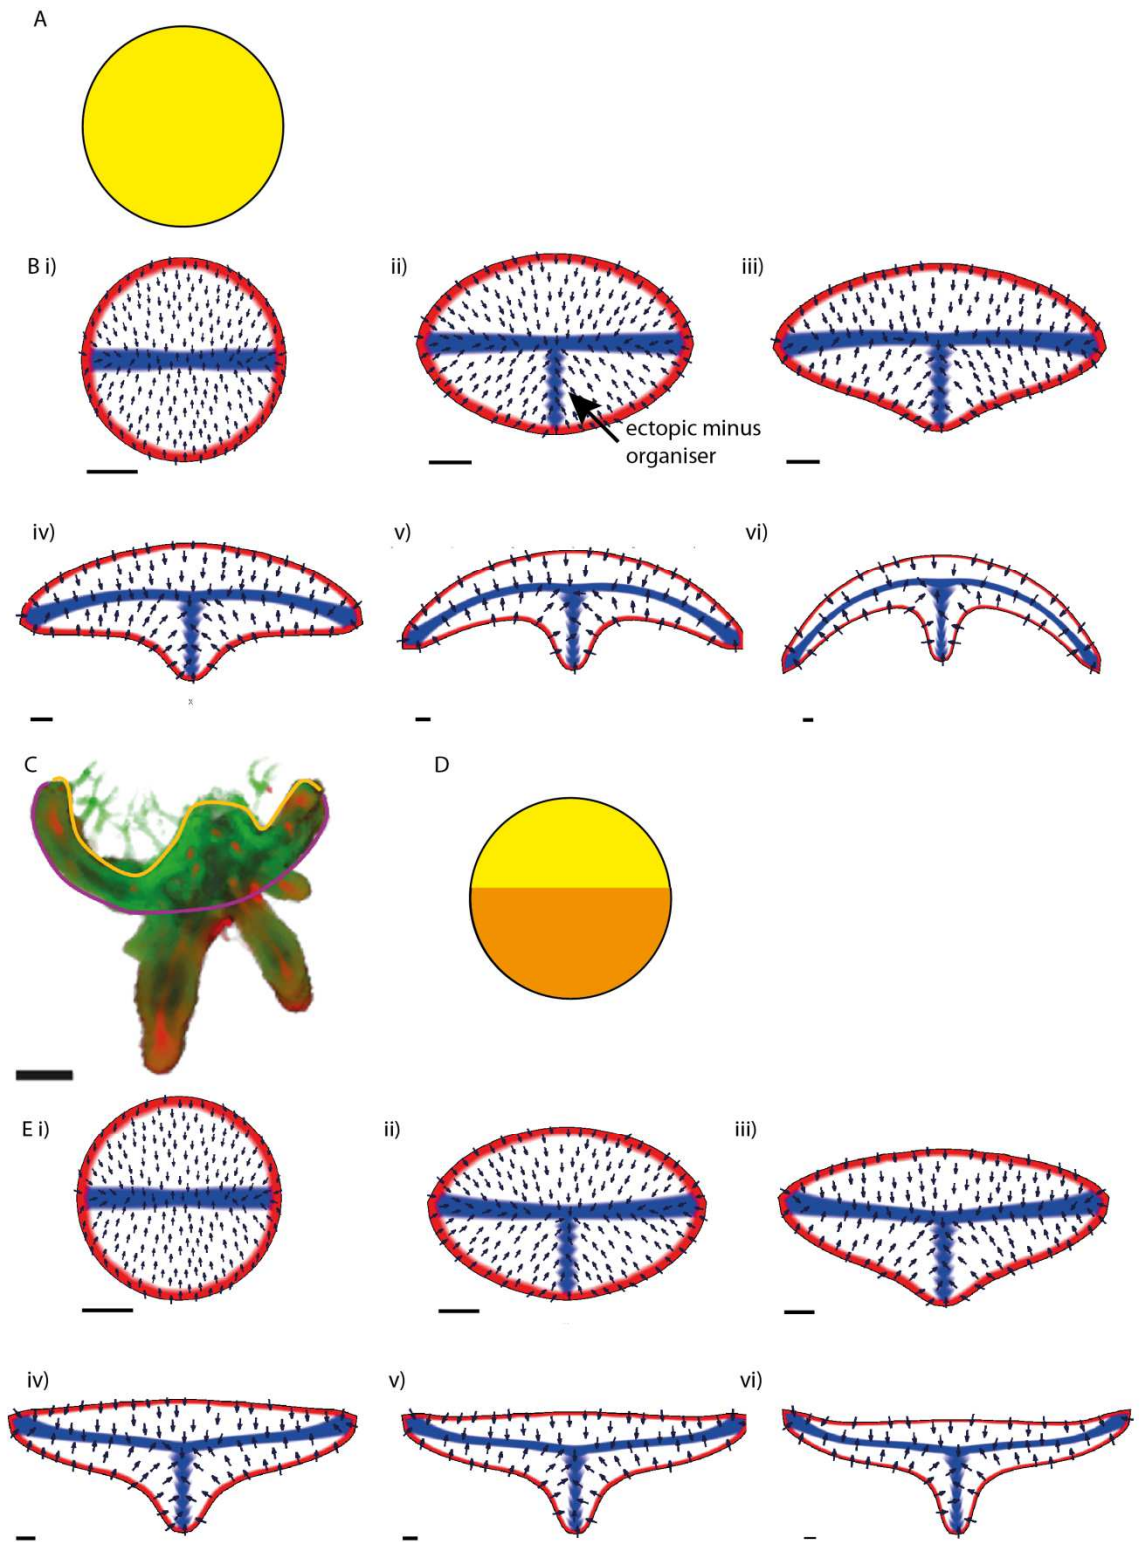 A
B i)
ii)
iii)
ectopic minus
organiser
iv)
v)
vi)
x
C
D
E i)
ii)
iii)
iv)
v)
vi)